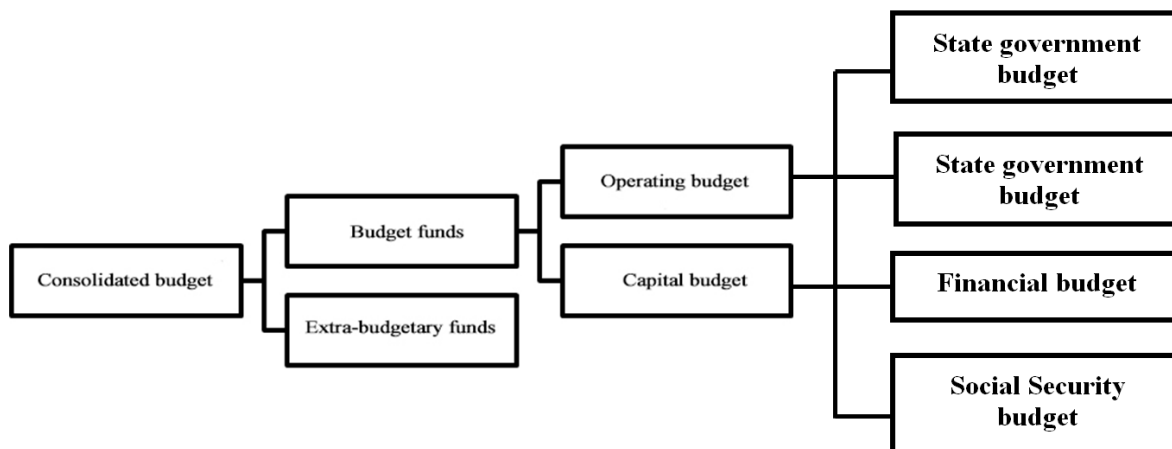 Consolidated budget
Budget funds
Extra-budgetary funds
Operating budget
Capital budget
State government
budget
State government
budget
Financial budget
Social Security
budget